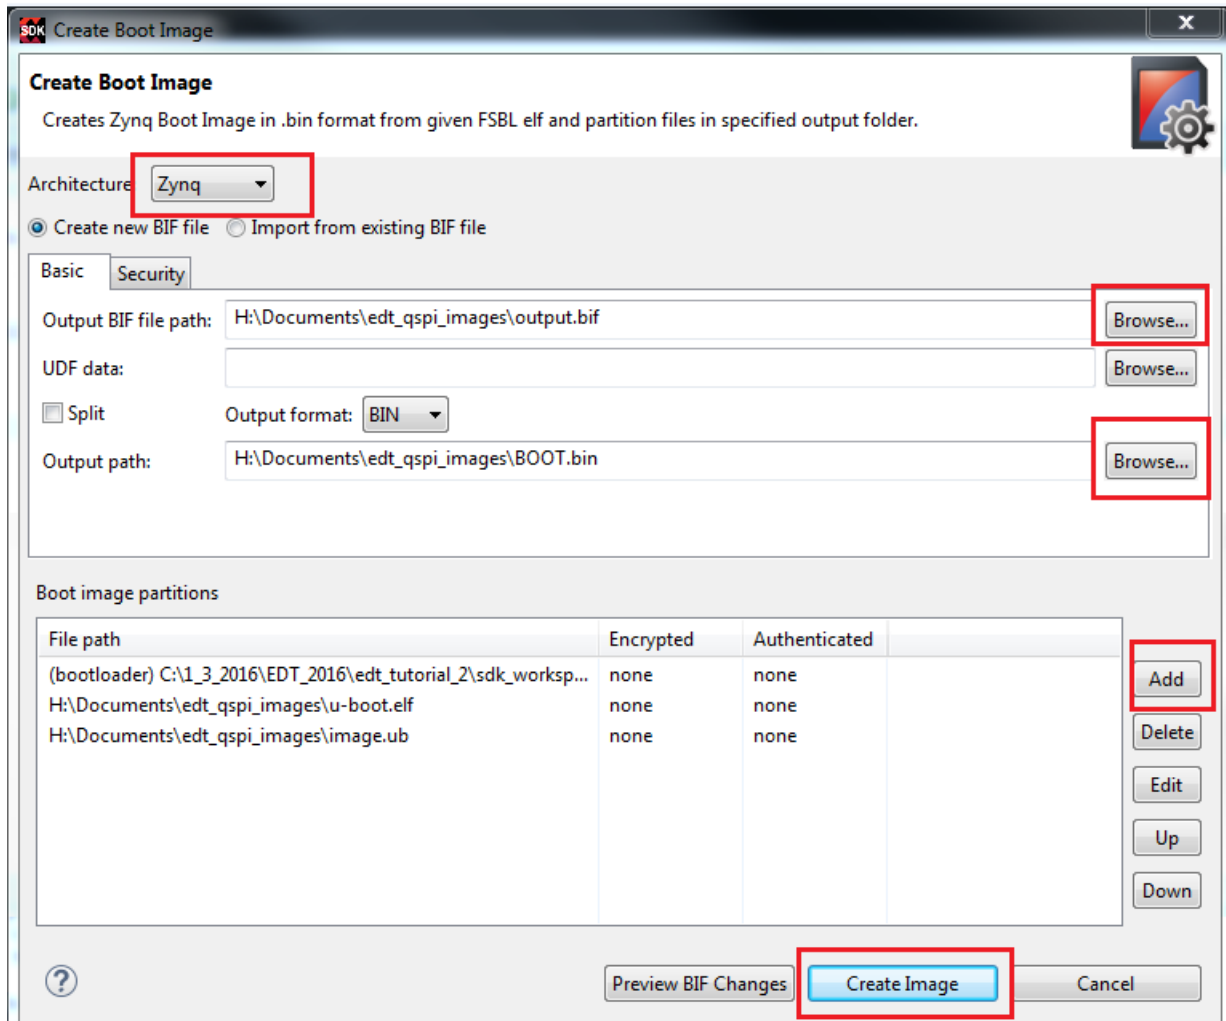 SDK Create Boot Image X
Create Boot Image
Creates Zynq Boot Image in .bin format from given FSBL elf and partition files in specified output folder.
Architecture Zynq
Create new BIF file Import from existing BIF file
Basic Security
Output BIF file path: H:\Documents\edt_qspi_images\output.bif Browse...
UDF data: Browse...
Split Output format: BIN
Output path: H:\Documents\edt_qspi_images\BOOT.bin Browse...
Boot image partitions
File path Encrypted Authenticated
(bootloader) C:\1_3_2016\EDT_2016\edt_tutorial_2\sdk_worksp... none none
H:\Documents\edt_qspi_images\u-boot.elf none none
H:\Documents\edt_qspi_images\image.ub none none
Add
Delete
Edit
Up
Down
? Preview BIF Changes Create Image Cancel